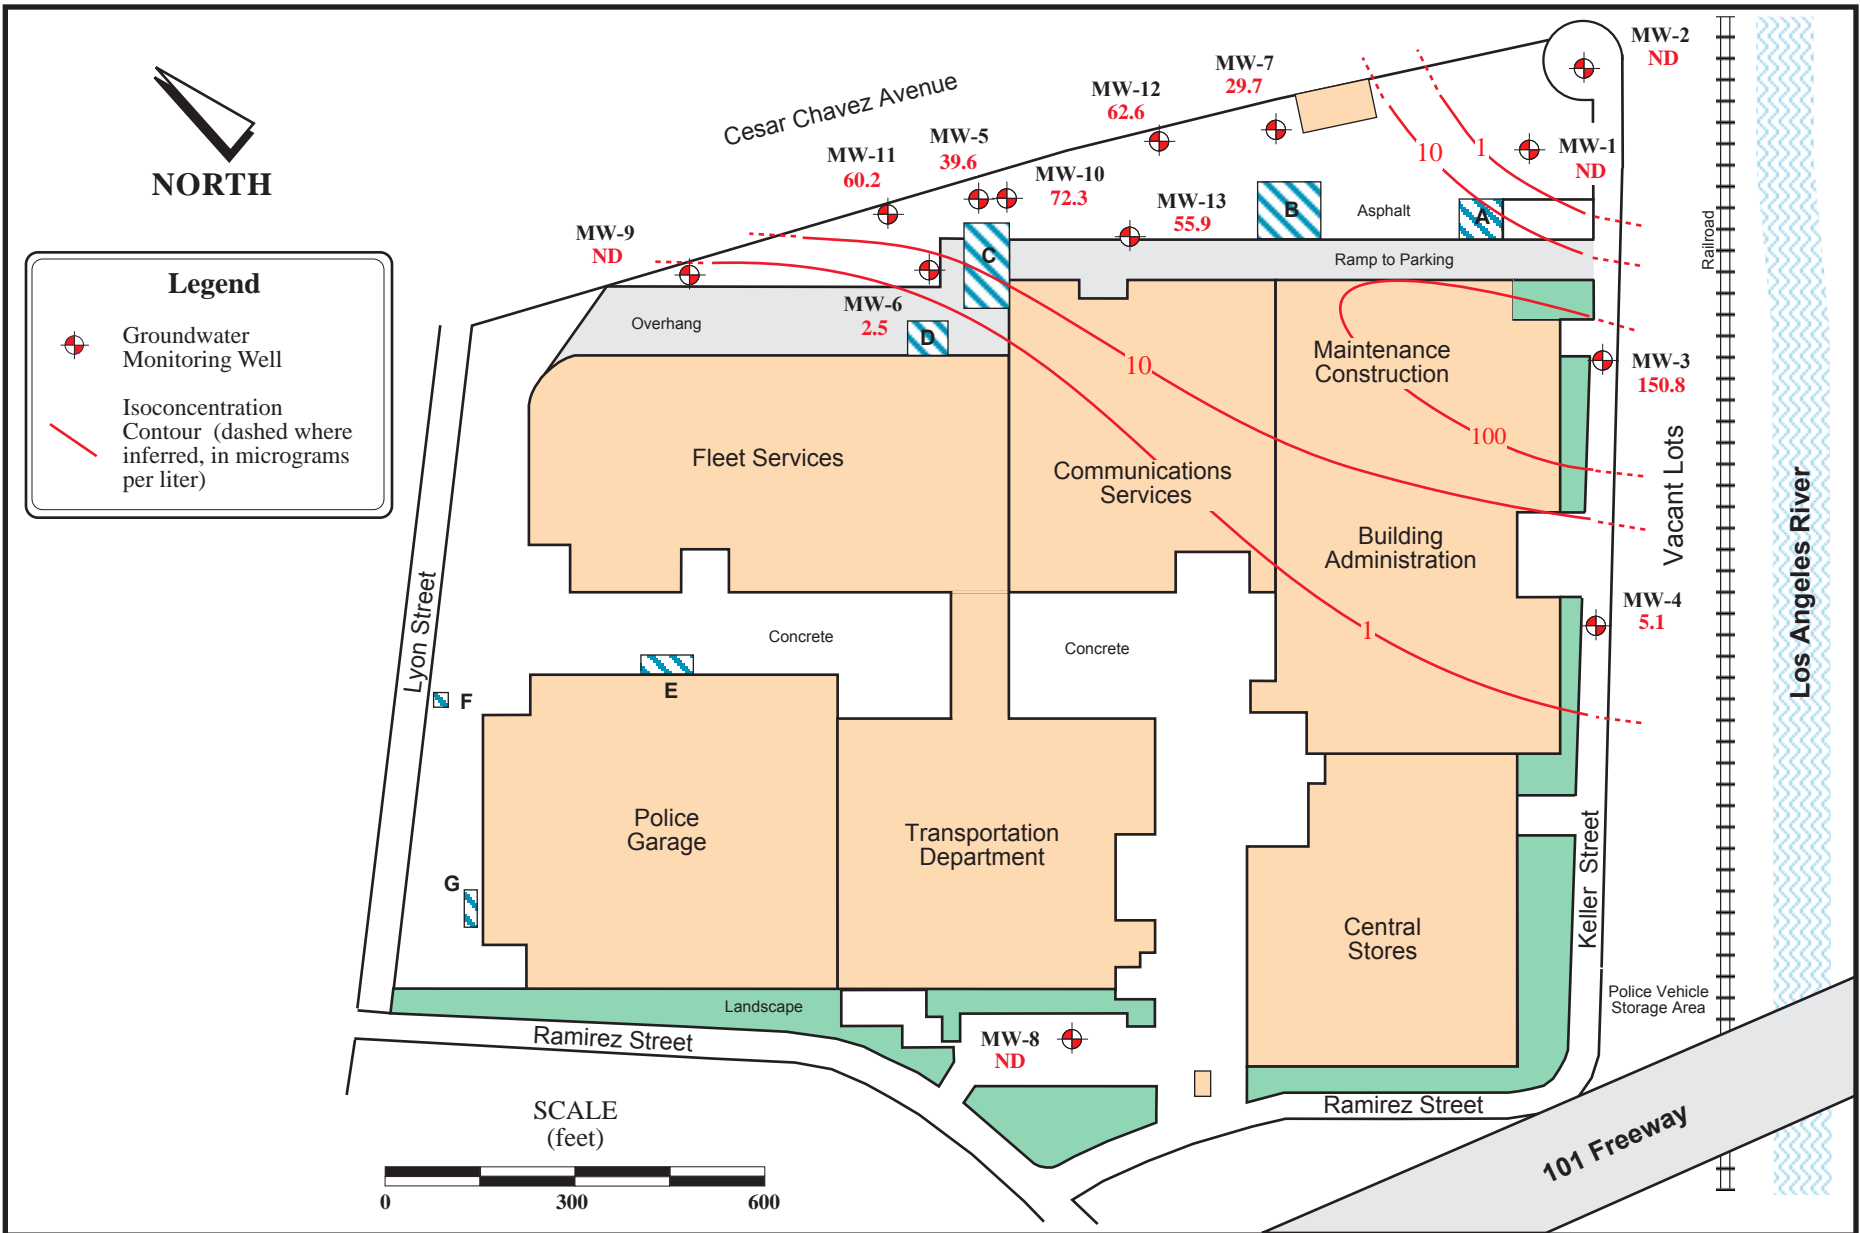 NORTH
Cesar Chavez Avenue
MW-2
ND
MW-7
29.7
MW-12
62.6
MW-5
39.6
MW-11
60.2
MW-10
72.3
MW-1
ND
10
1
MW-13
55.9
B
Asphalt
A
MW-9
ND
C
Ramp to Parking
Railroad
Legend
Groundwater
Monitoring Well
Isoconcentration
Contour (dashed where
inferred, in micrograms
per liter)
MW-6
2.5
Overhang
D
10
Maintenance
Construction
MW-3
150.8
100
Fleet Services
Communications
Services
Vacant Lots
Los Angeles River
Building
Administration
MW-4
5.1
1
Lyon Street
Concrete
Concrete
E
F
Police
Garage
Transportation
Department
G
Central
Stores
Keller Street
Police Vehicle
Storage Area
Landscape
Ramirez Street
MW-8
ND
Ramirez Street
101 Freeway
SCALE
(feet)
0 300 600